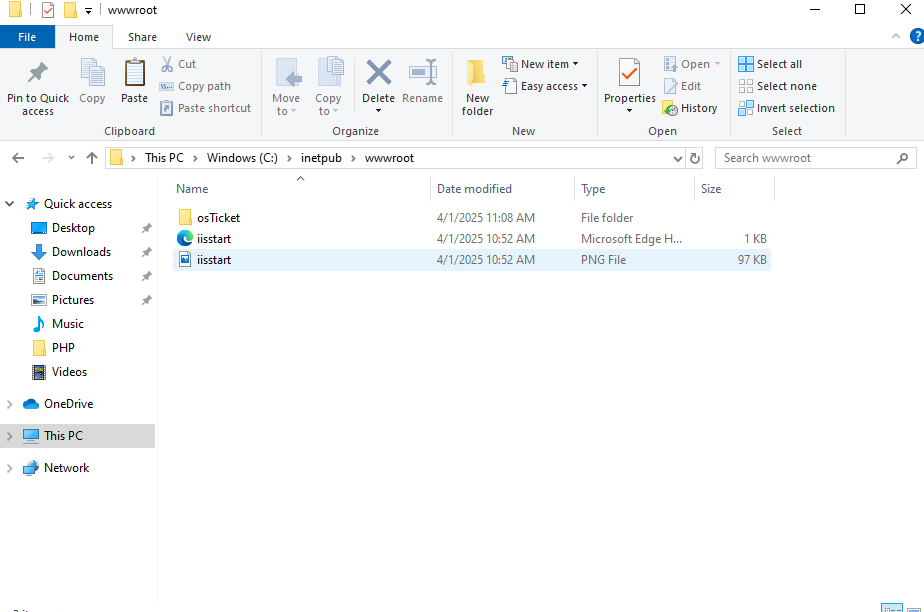 wwwroot
File Home Share View
Cut
Copy path
Paste shortcut
Pin to Quick access
Copy
Paste
Clipboard
Move to
Copy to
Delete
Rename
Organize
New folder
New item
Easy access
New
Properties
Open
Edit
History
Open
Select all
Select none
Invert selection
Select
This PC > Windows (C:) > inetpub > wwwroot
Search wwwroot
Name Date modified Type Size
osTicket 4/1/2025 11:08 AM File folder
iisstart 4/1/2025 10:52 AM Microsoft Edge H... 1 KB
iisstart 4/1/2025 10:52 AM PNG File 97 KB
Quick access
Desktop
Downloads
Documents
Pictures
Music
PHP
Videos
OneDrive
This PC
Network